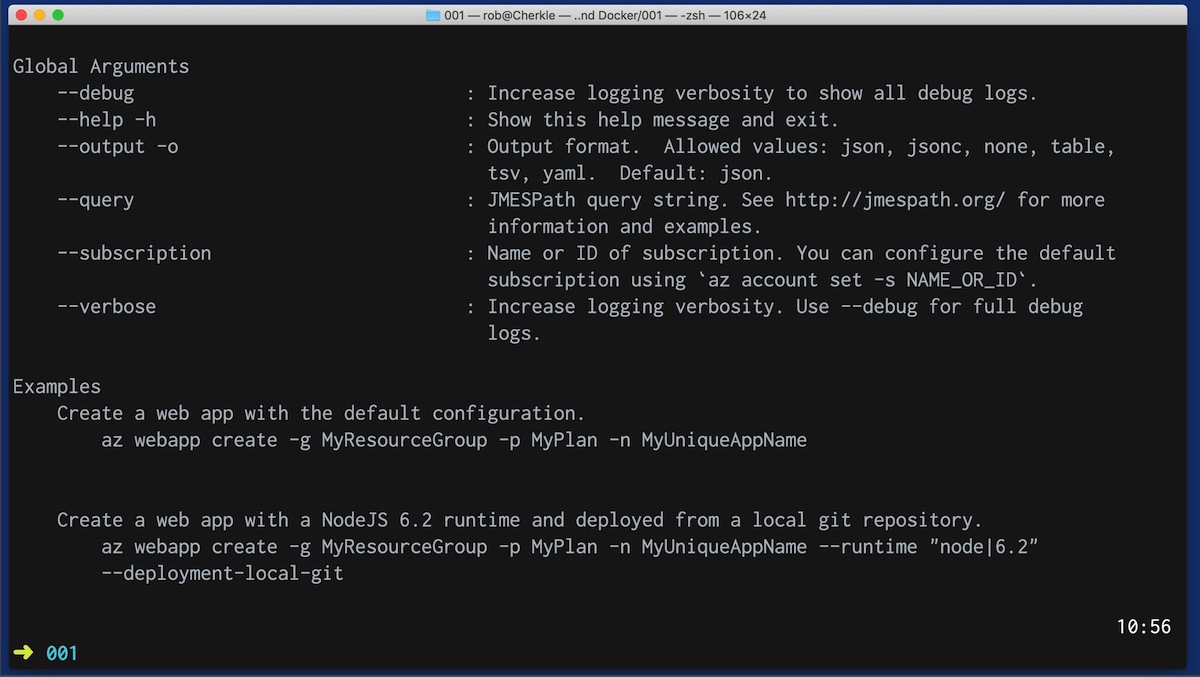 001 — rob@Cherkle — ..nd Docker/001 — -zsh — 106×24
Global Arguments
--debug : Increase logging verbosity to show all debug logs.
--help -h : Show this help message and exit.
--output -o : Output format.  Allowed values: json, jsonc, none, table,
tsv, yaml.  Default: json.
--query : JMESPath query string. See http://jmespath.org/ for more
information and examples.
--subscription : Name or ID of subscription. You can configure the default
subscription using `az account set -s NAME_OR_ID`.
--verbose : Increase logging verbosity. Use --debug for full debug
logs.
Examples
Create a web app with the default configuration.
az webapp create -g MyResourceGroup -p MyPlan -n MyUniqueAppName
Create a web app with a NodeJS 6.2 runtime and deployed from a local git repository.
az webapp create -g MyResourceGroup -p MyPlan -n MyUniqueAppName --runtime "node|6.2"
--deployment-local-git
10:56
➜ 001